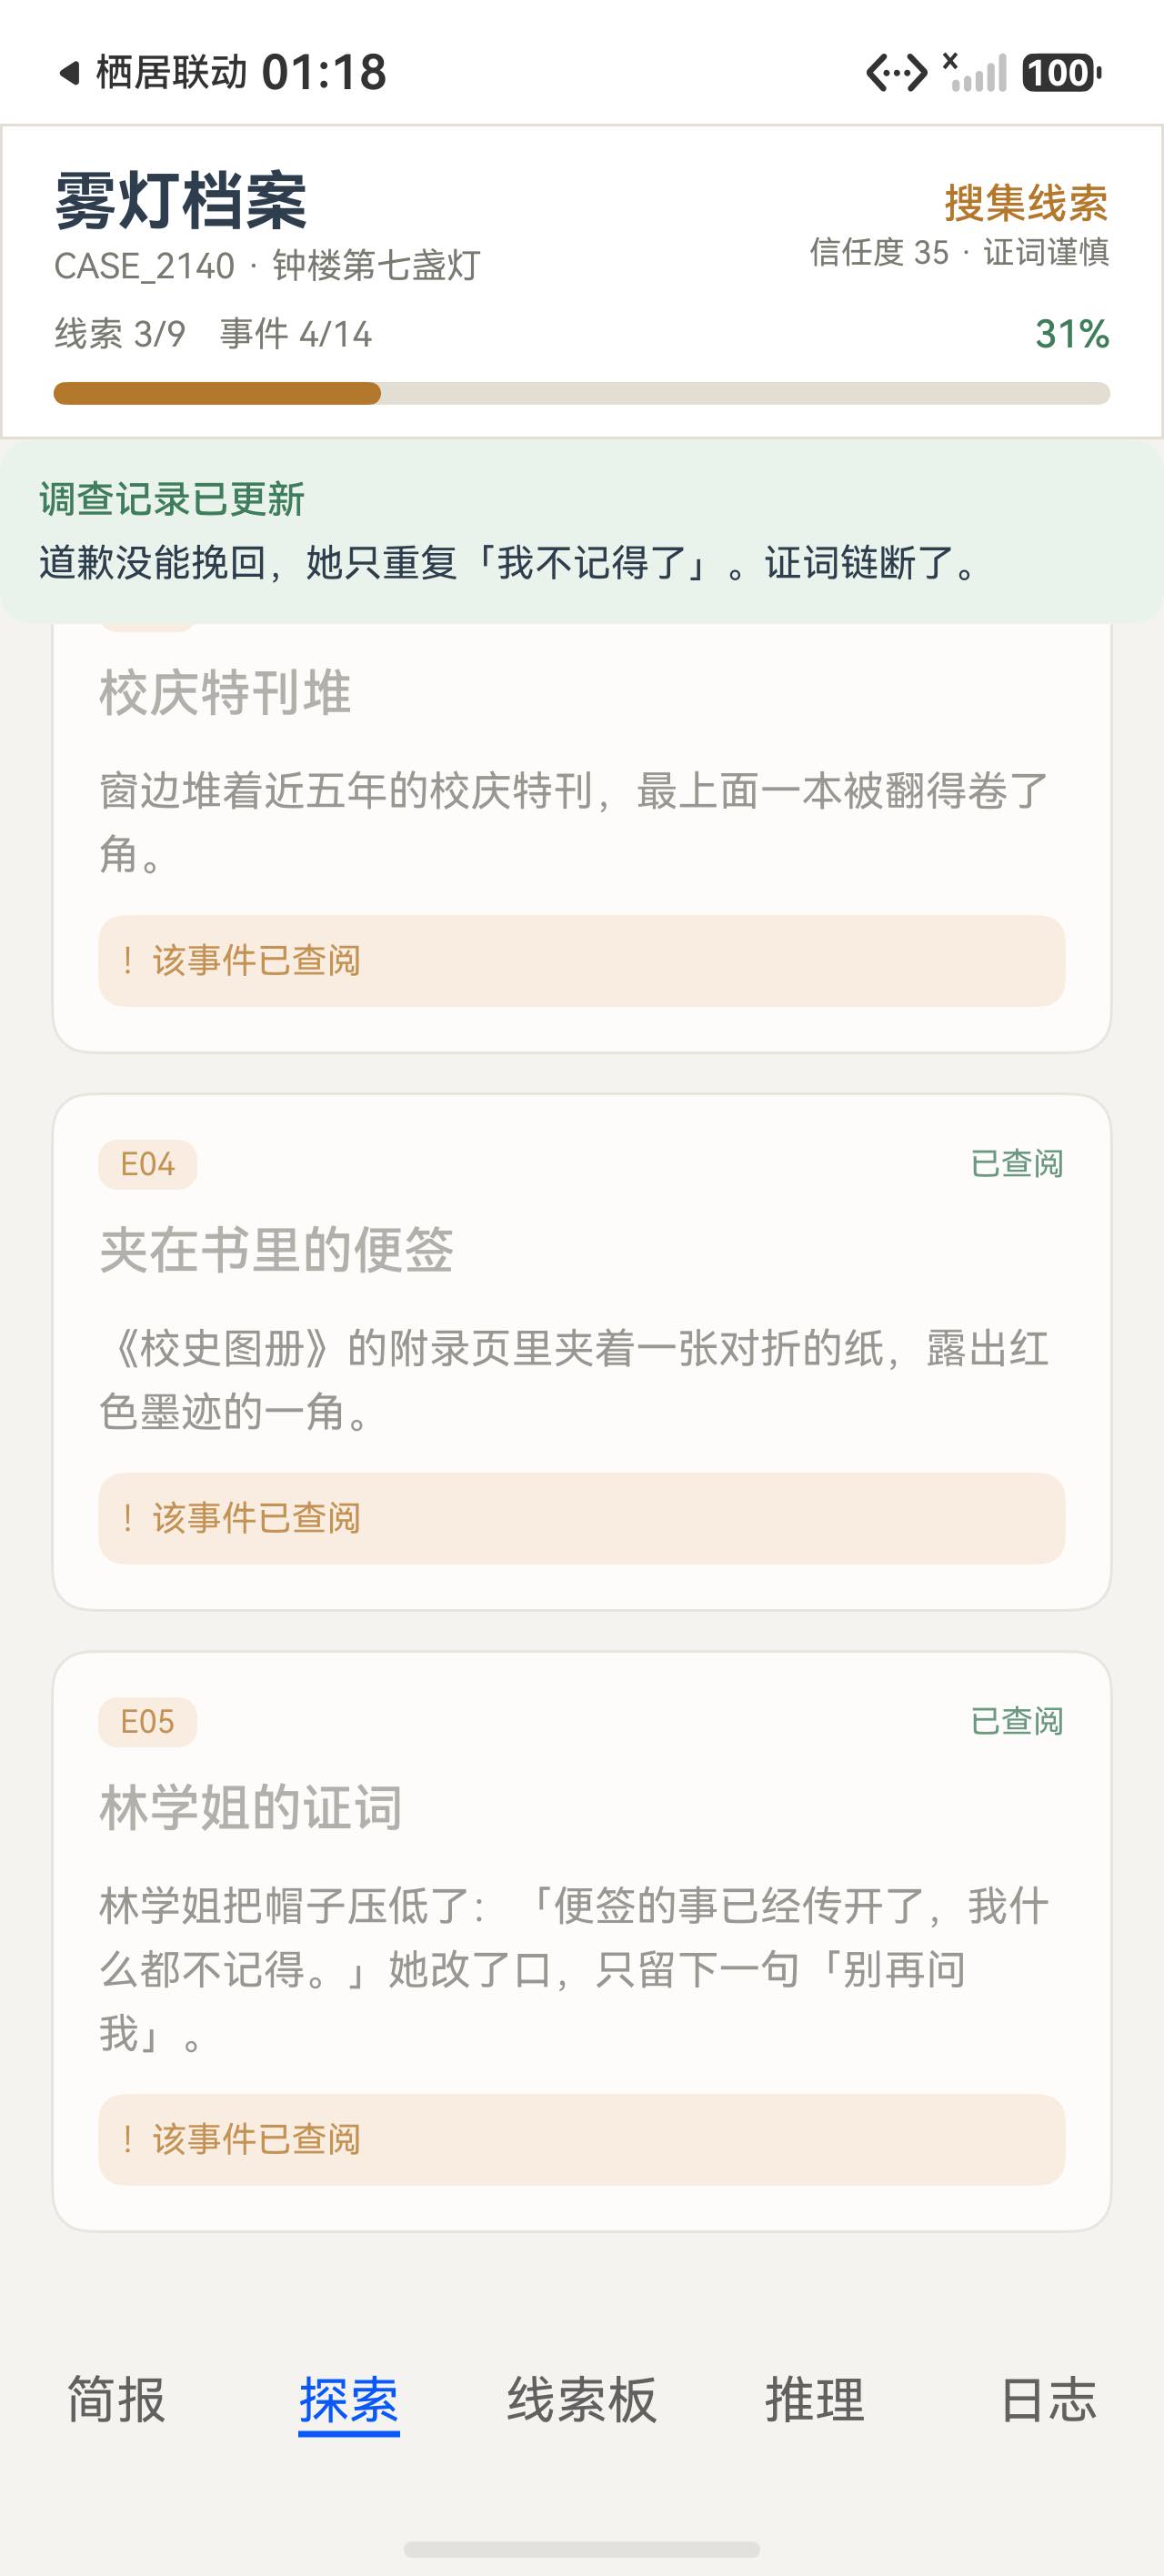 栖居联动 01:18
100
雾灯档案
搜集线索
CASE_2140 · 钟楼第七盏灯
信任度 35 · 证词谨慎
线索 3/9 事件 4/14
31%
调查记录已更新
道歉没能挽回，她只重复「我不记得了」。证词链断了。
校庆特刊堆
窗边堆着近五年的校庆特刊，最上面一本被翻得卷了
角。
! 该事件已查阅
E04
已查阅
夹在书里的便签
《校史图册》的附录页里夹着一张对折的纸，露出红
色墨迹的一角。
! 该事件已查阅
E05
已查阅
林学姐的证词
林学姐把帽子压低了：「便签的事已经传开了，我什
么都不记得。」她改了口，只留下一句「别再问
我」。
! 该事件已查阅
简报
探索
线索板
推理
日志